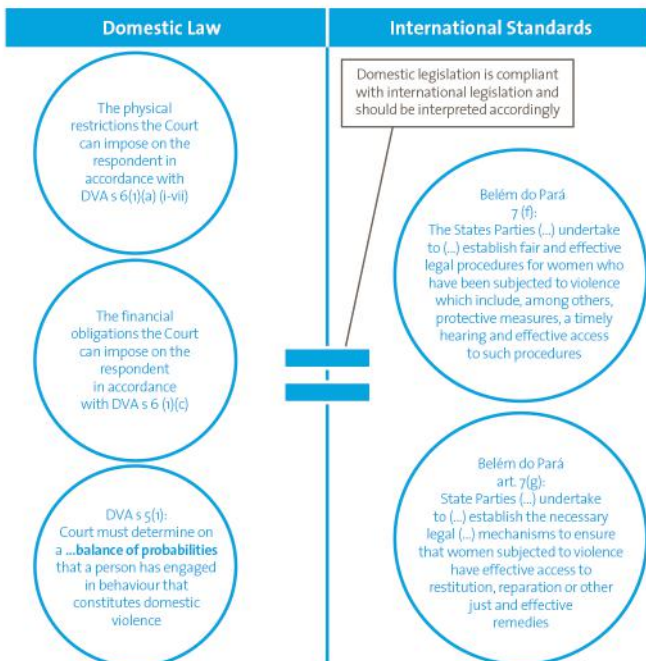 Domestic Law
International Standards
The physical
restrictions the Court
can impose on the
respondent in
accordance with
DVA s 6(1)(a) (i-vii)
The financial
obligations the Court
can impose on the
respondent
in accordance
with DVA s 6 (1)(c)
DVA s 5(1):
Court must determine on
a ...balance of probabilities
that a person has engaged
in behaviour that
constitutes domestic
violence
Domestic legislation is compliant
with international legislation and
should be interpreted accordingly
Belém do Pará
7 (f):
The States Parties (...) undertake
to (...) establish fair and effective
legal procedures for women who
have been subjected to violence
which include, among others,
protective measures, a timely
hearing and effective access
to such procedures
Belém do Pará
art. 7(g):
State Parties (...) undertake
to (...) establish the necessary
legal (...) mechanisms to ensure
that women subjected to violence
have effective access to
restitution, reparation or other
just and effective
remedies